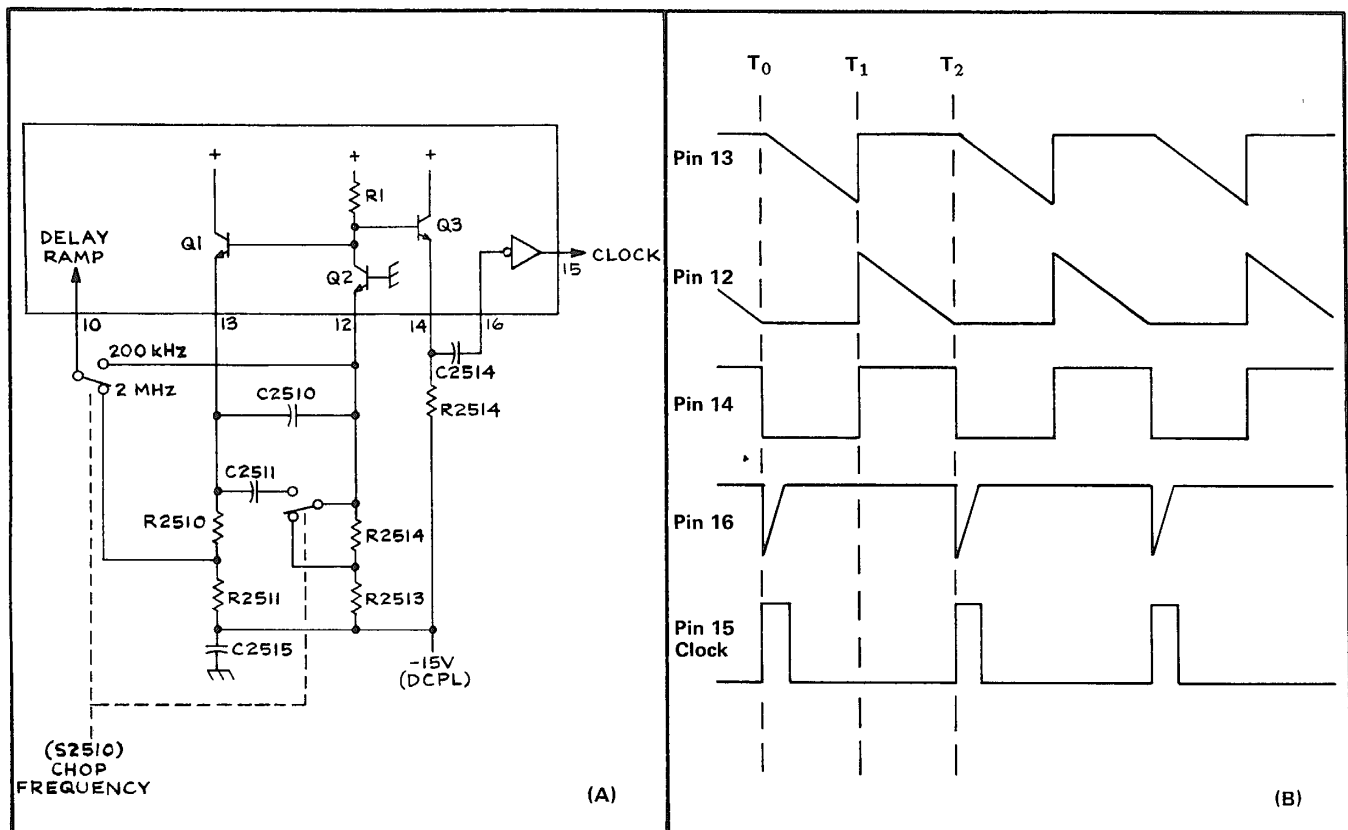 +
+
+
R1
Q1
Q2
Q3
DELAY
RAMP
CLOCK
15
10
13
12
14
16
200 kHz
2 MHz
C2514
C2510
R2514
C2511
R2510
R2514
R2511
R2513
C2515
-15V
(DCPL)
(S2510)
CHOP
FREQUENCY
(A)
T0
T1
T2
Pin 13
Pin 12
Pin 14
Pin 16
Pin 15
Clock
(B)